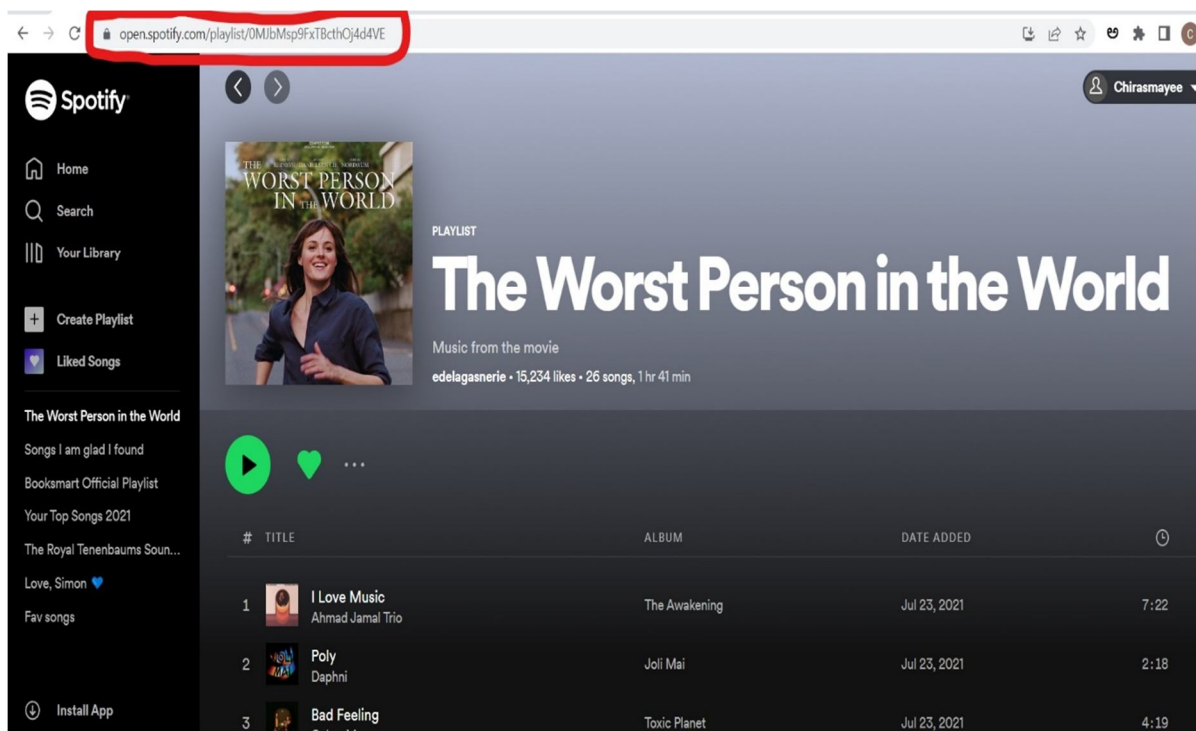 open.spotify.com/playlist/0MJbMsp9FxTBcthOj4d4VE
C
Spotify
Chirasmayee
Home
Search
Your Library
Create Playlist
Liked Songs
The Worst Person in the World
Songs I am glad I found
Booksmart Official Playlist
Your Top Songs 2021
The Royal Tenenbaums Soun...
Love, Simon 💙
Fav songs
Install App
THE
WORST PERSON
IN THE WORLD
PLAYLIST
The Worst Person in the World
Music from the movie
edelagasnerie • 15,234 likes • 26 songs, 1 hr 41 min
# TITLE ALBUM DATE ADDED
1 I Love Music The Awakening Jul 23, 2021 7:22
Ahmad Jamal Trio
2 Poly Joli Mai Jul 23, 2021 2:18
Daphni
3 Bad Feeling Toxic Planet Jul 23, 2021 4:19